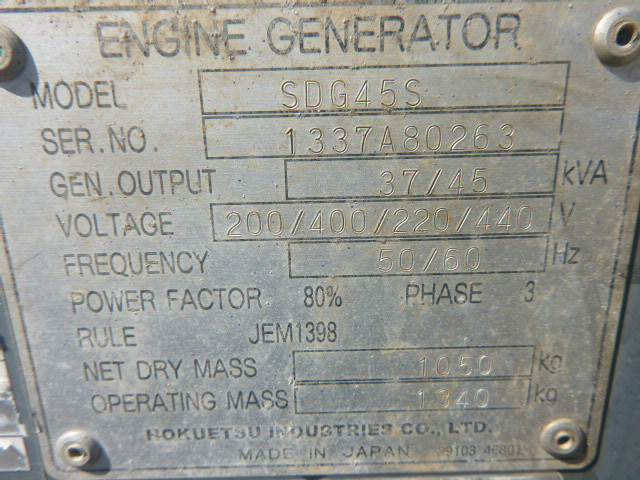 ENGINE GENERATOR
MODEL SDG45S
SER.NO. 1337A80263
GEN.OUTPUT 37/45 kVA
VOLTAGE 200/400/220/440 V
FREQUENCY 50/60 Hz
POWER FACTOR 80% PHASE 3
RULE JEM1398
NET DRY MASS 1050 kg
OPERATING MASS 1340 kg
HOKUETSU INDUSTRIES CO., LTD.
MADE IN JAPAN 9103 46801